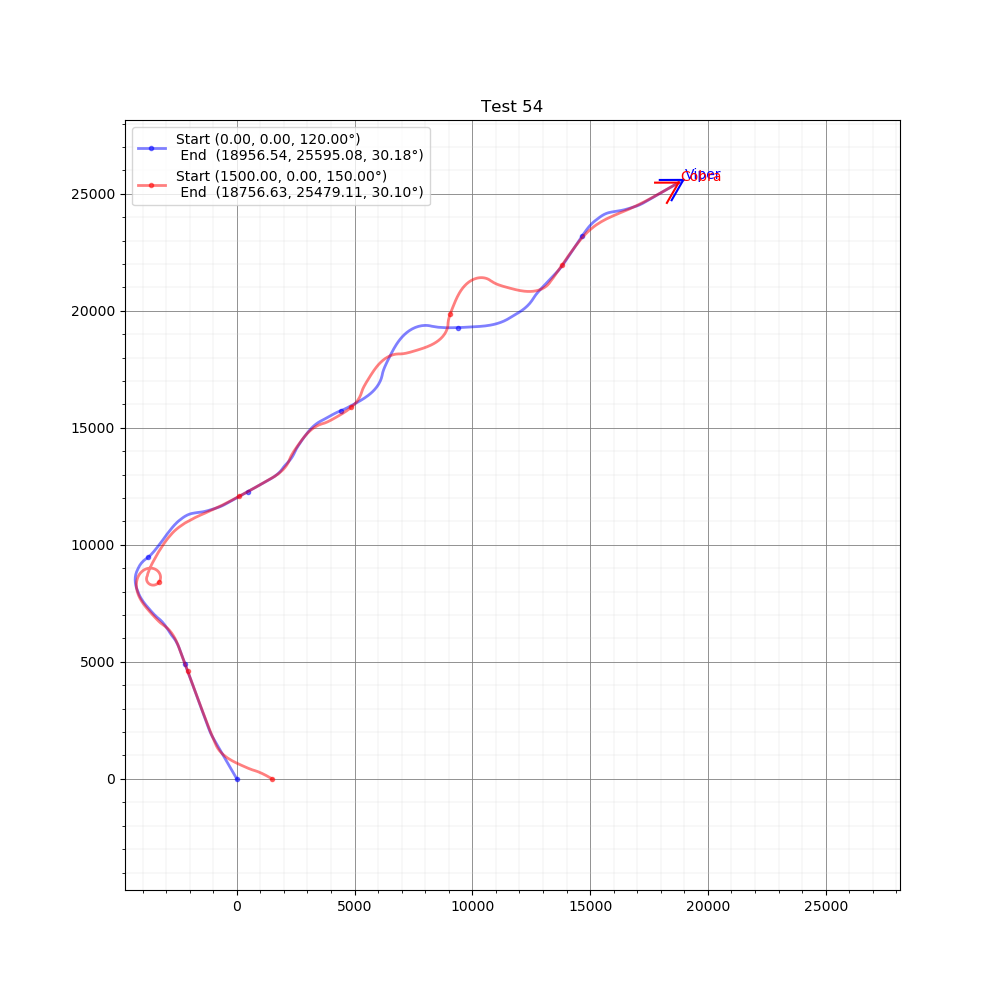 Test 54
Start (0.00, 0.00, 120.00°)
End (18956.54, 25595.08, 30.18°)
Start (1500.00, 0.00, 150.00°)
End (18756.63, 25479.11, 30.10°)
Viper
Cobra
25000
20000
15000
10000
5000
0
0 5000 10000 15000 20000 25000